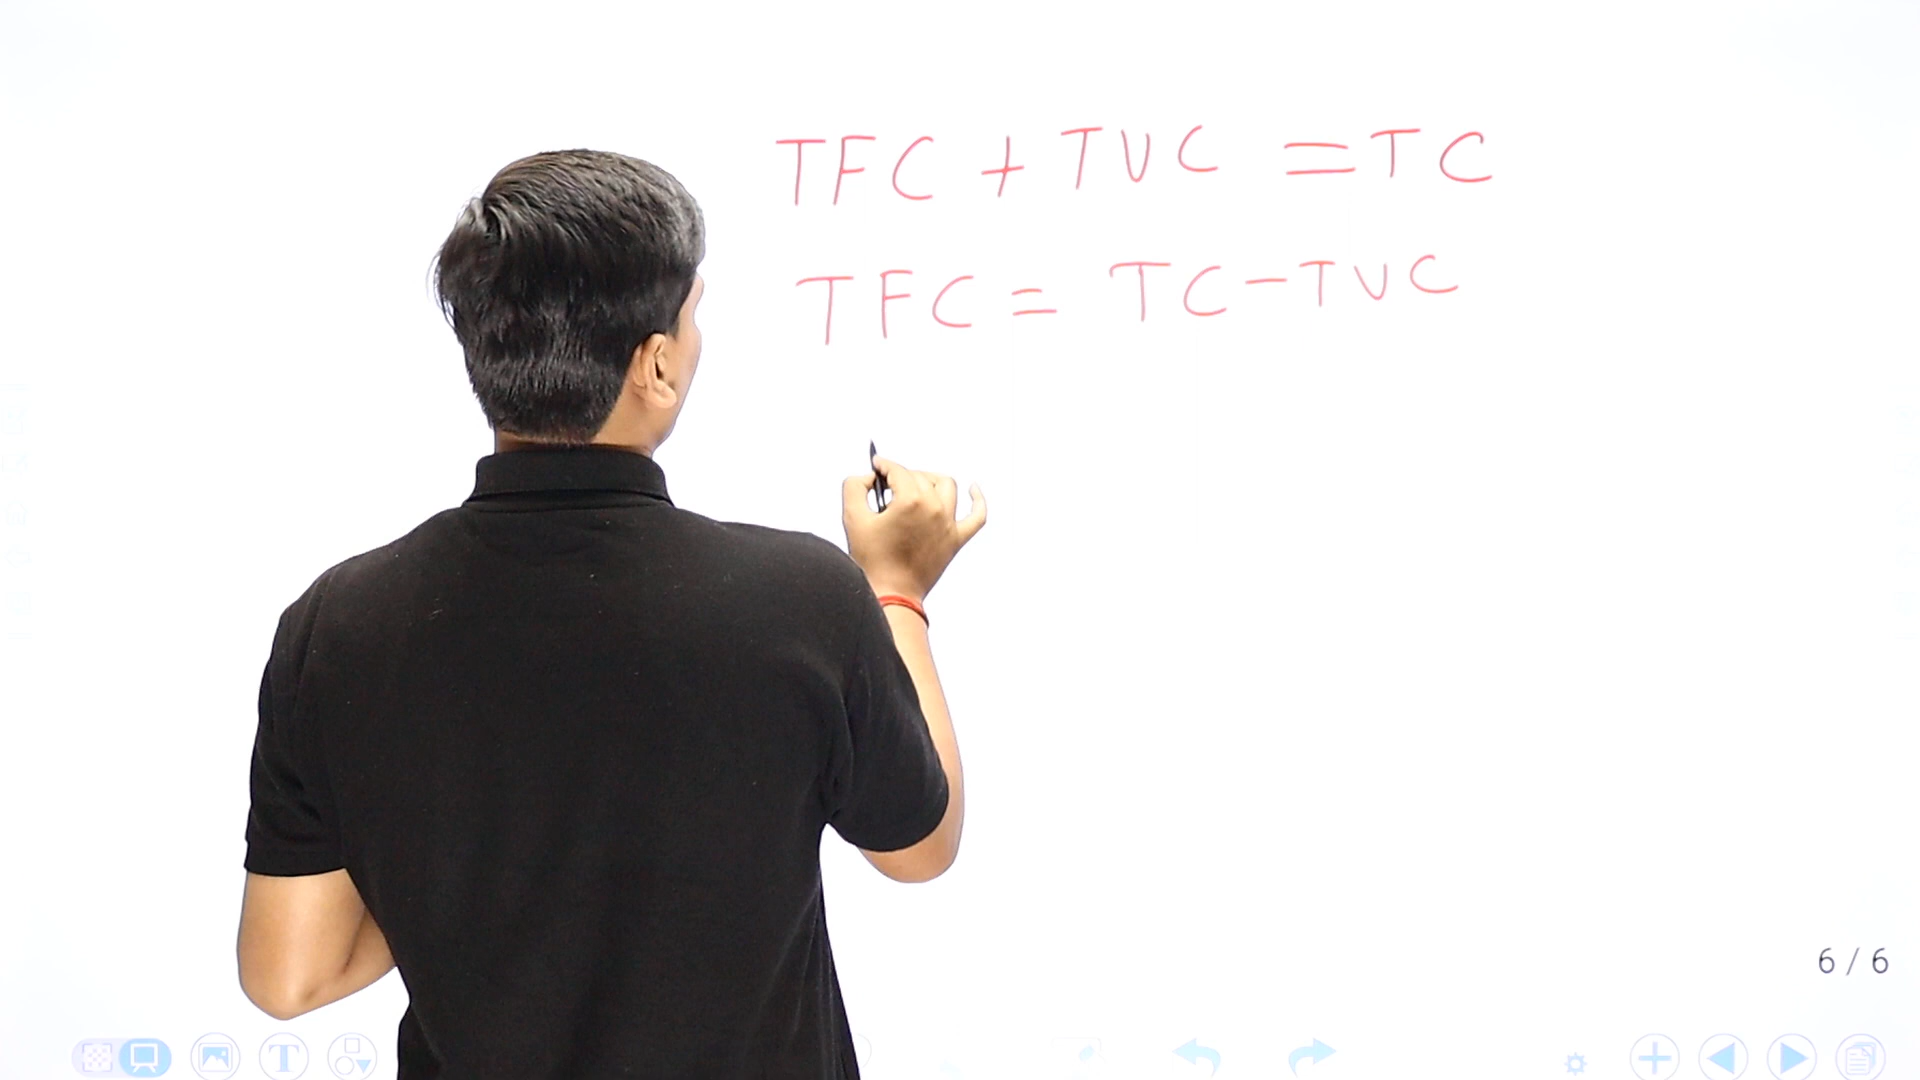 TFC + TVC = TC
TFC = TC - TVC
6 / 6
T